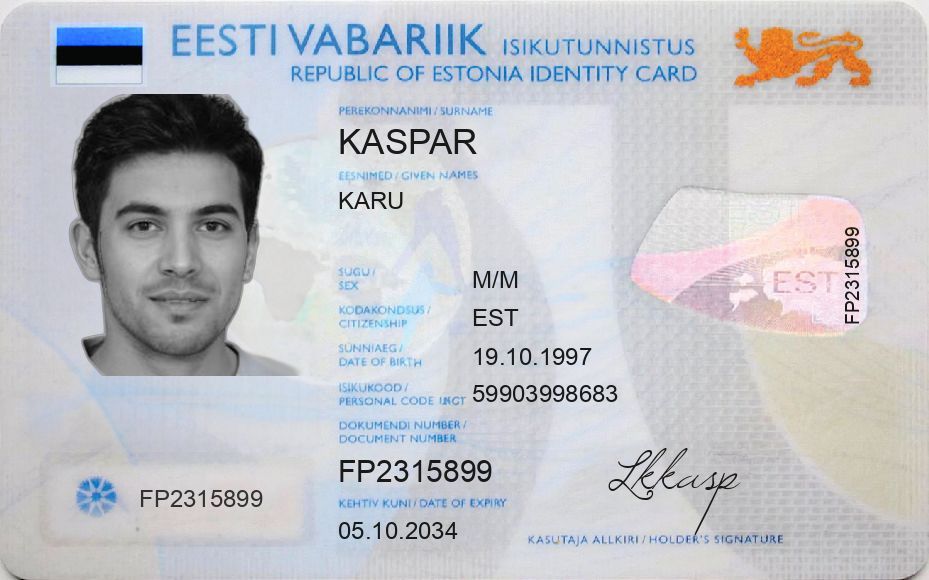 EESTI VABARIIK ISIKUTUNNISTUS
REPUBLIC OF ESTONIA IDENTITY CARD
PEREKONNANIMI / SURNAME
KASPAR
EESNIMED / GIVEN NAMES
KARU
SUGU /
SEX
M/M
KODAKONDSUS /
CITIZENSHIP
EST
SÜNNIAEG /
DATE OF BIRTH
19.10.1997
ISIKUKOOD /
PERSONAL CODE
59903998683
DOKUMENDI NUMBER /
DOCUMENT NUMBER
FP2315899
KEHTIV KUNI / DATE OF EXPIRY
05.10.2034
FP2315899
EST
FP2315899
Lkkasp
KASUTAJA ALLKIRI / HOLDER'S SIGNATURE